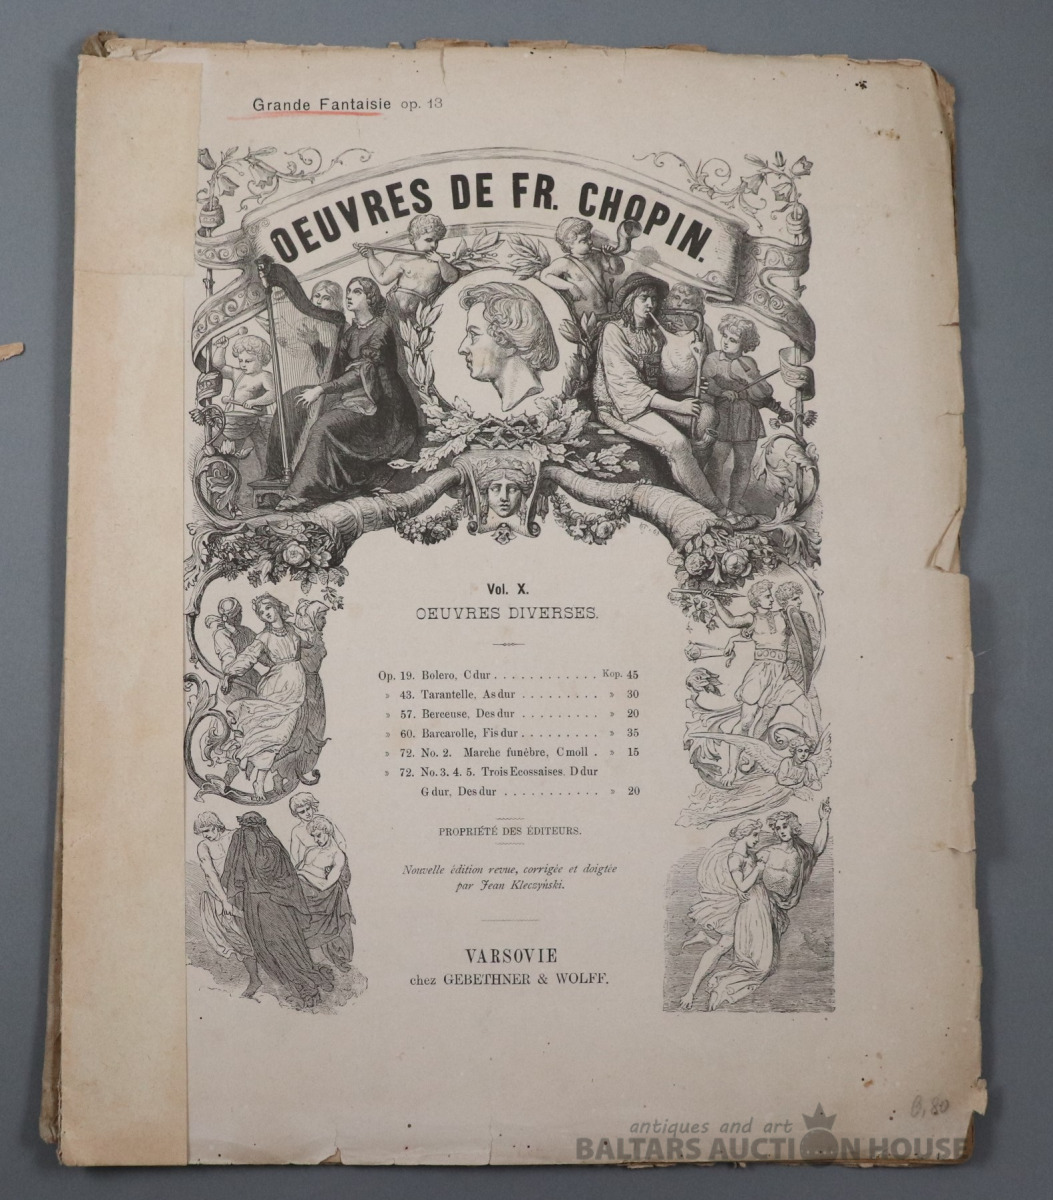 Grande Fantaisie op. 13
OEUVRES DE FR. CHOPIN.
Vol. X.
OEUVRES DIVERSES.
Op. 19. Bolero, C dur . . . . . . . . . . . . Kop. 45
» 43. Tarantelle, As dur . . . . . . . . . » 30
» 57. Berceuse, Des dur . . . . . . . . . » 20
» 60. Barcarolle, Fis dur . . . . . . . . . » 35
» 72. No. 2. Marche funébre, C moll . » 15
» 72. No. 3. 4. 5. Trois Ecossaises. D dur
G dur, Des dur . . . . . . . . . . . » 20
PROPRIÉTÉ DES ÉDITEURS.
Nouvelle édition revue, corrigée et doigtée
par Jean Kleczyński.
VARSOVIE
chez GEBETHNER & WOLFF.
antiques and art
BALTARS AUCTION HOUSE